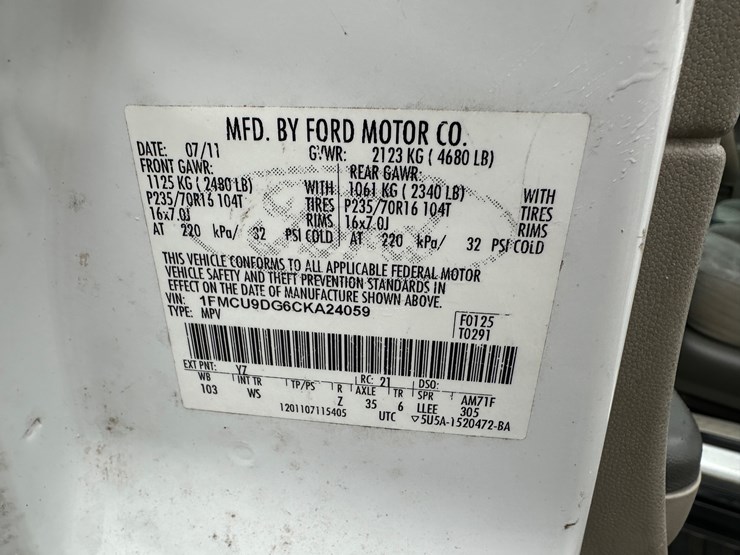 MFD. BY FORD MOTOR CO.
DATE: 07/11 GVWR: 2123 KG ( 4680 LB)
FRONT GAWR: REAR GAWR:
1125 KG ( 2480 LB) WITH 1061 KG ( 2340 LB) WITH
P235/70R16 104T TIRES P235/70R16 104T TIRES
16x7.0J RIMS 16x7.0J RIMS
AT 220 kPa/ 32 PSI COLD AT 220 kPa/ 32 PSI COLD
THIS VEHICLE CONFORMS TO ALL APPLICABLE FEDERAL MOTOR
VEHICLE SAFETY AND THEFT PREVENTION STANDARDS IN
EFFECT ON THE DATE OF MANUFACTURE SHOWN ABOVE.
VIN: 1FMCU9DG6CKA24059 F0125
TYPE: MPV T0291
EXT PNT: YZ RC: 21 DSO:
WB INT TR TP/PS R AXLE TR SPR AM71F
103 WS Z 35 6 LLEE 305
1201107115405 UTC ▽5U5A-1520472-BA
Ford